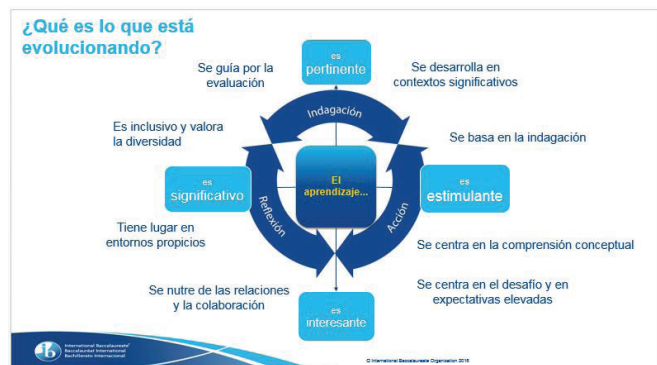 ¿Qué es lo que está
evolucionando?
es
pertinente
Se guía por la
evaluación
Se desarrolla en
contextos significativos
Indagación
Es inclusivo y valora
la diversidad
Se basa en la indagación
El
aprendizaje...
es
significativo
es
estimulante
Reflexión
Acción
Tiene lugar en
entornos propicios
Se centra en la comprensión conceptual
Se nutre de las relaciones
y la colaboración
Se centra en el desafío y en
expectativas elevadas
es
interesante
International Baccalaureate®
Baccalauréat International
Bachillerato Internacional
© International Baccalaureate Organization 2016